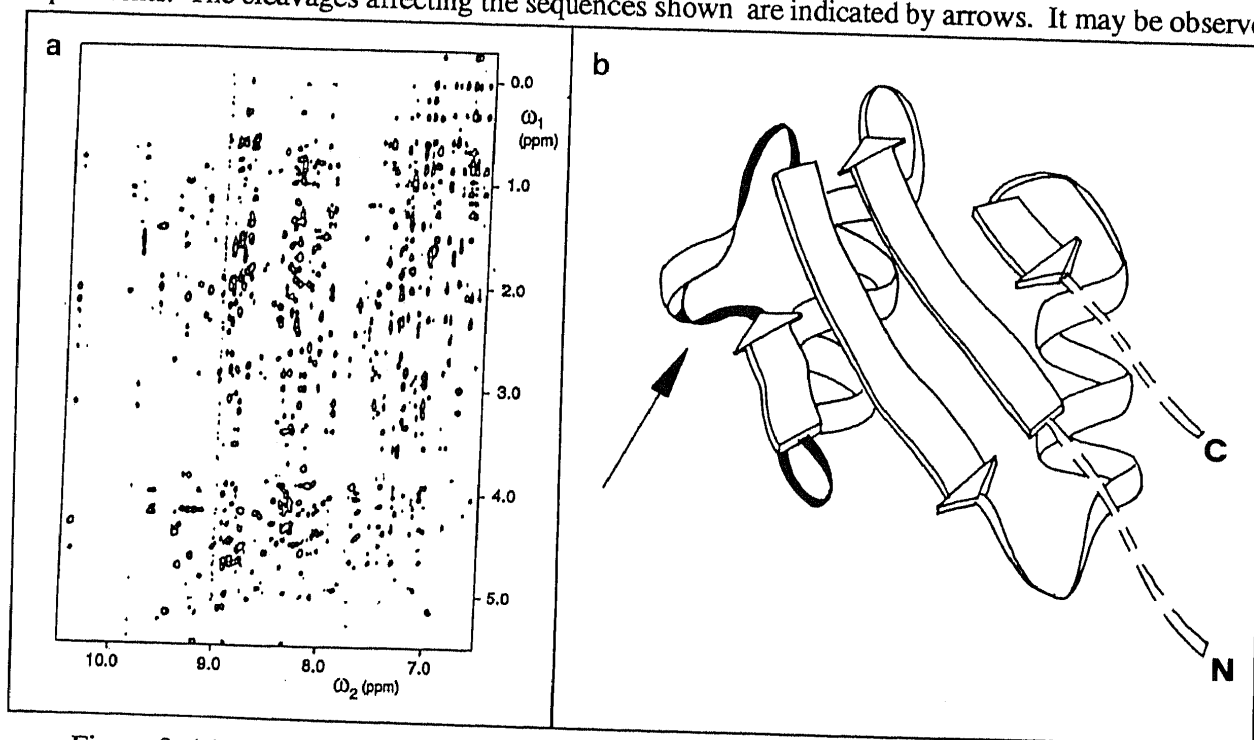 The cleavages affecting the sequences shown are indicated by arrows. It may be
a
b
0.0
ω1
(ppm)
1.0
2.0
3.0
4.0
5.0
10.0 9.0 8.0 7.0
ω2 (ppm)
C
N